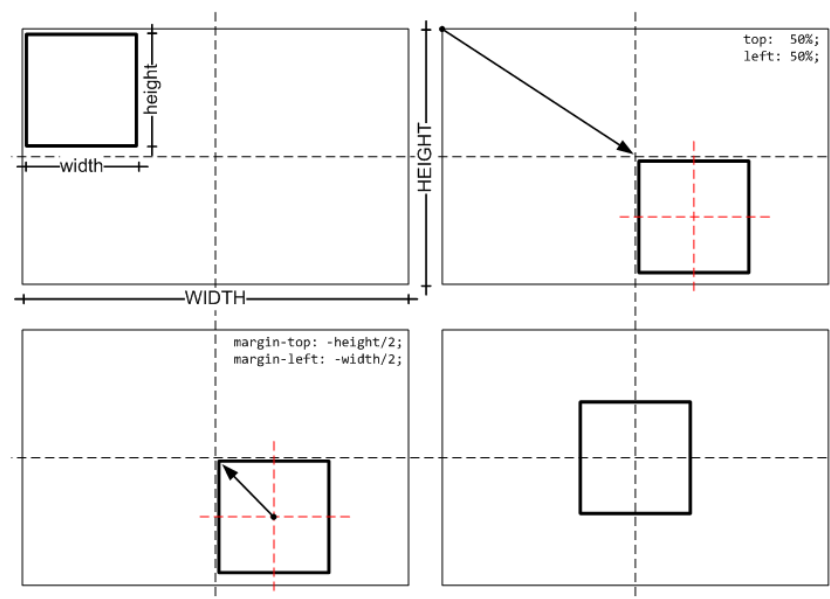 height
width
WIDTH
HEIGHT
top:  50%;
left: 50%;
margin-top: -height/2;
margin-left: -width/2;